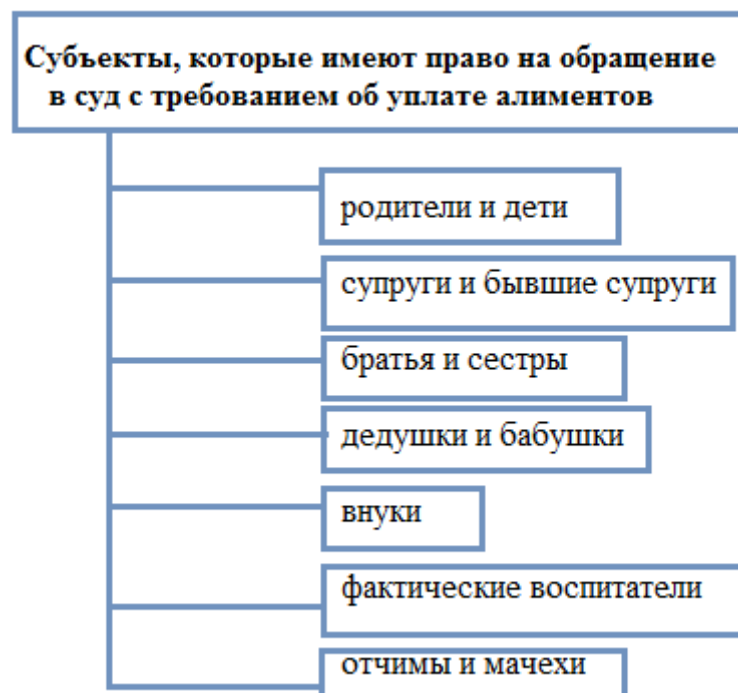 Субъекты, которые имеют право на обращение
в суд с требованием об уплате алиментов
родители и дети
супруги и бывшие супруги
братья и сестры
дедушки и бабушки
внуки
фактические воспитатели
отчимы и мачехи